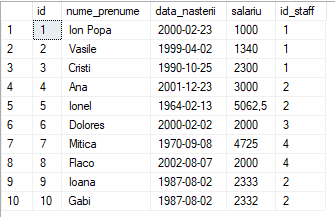 id nume_prenume data_nasterii salariu id_staff
1 1 Ion Popa 2000-02-23 1000 1
2 2 Vasile 1999-04-02 1340 1
3 3 Cristi 1990-10-25 2300 1
4 4 Ana 2001-12-23 3000 2
5 5 Ionel 1964-02-13 5062,5 2
6 6 Dolores 2000-02-02 2000 3
7 7 Mitica 1970-09-08 4725 4
8 8 Flaco 2002-08-07 2000 4
9 9 Ioana 1987-08-02 2333 2
10 10 Gabi 1987-08-02 2332 2